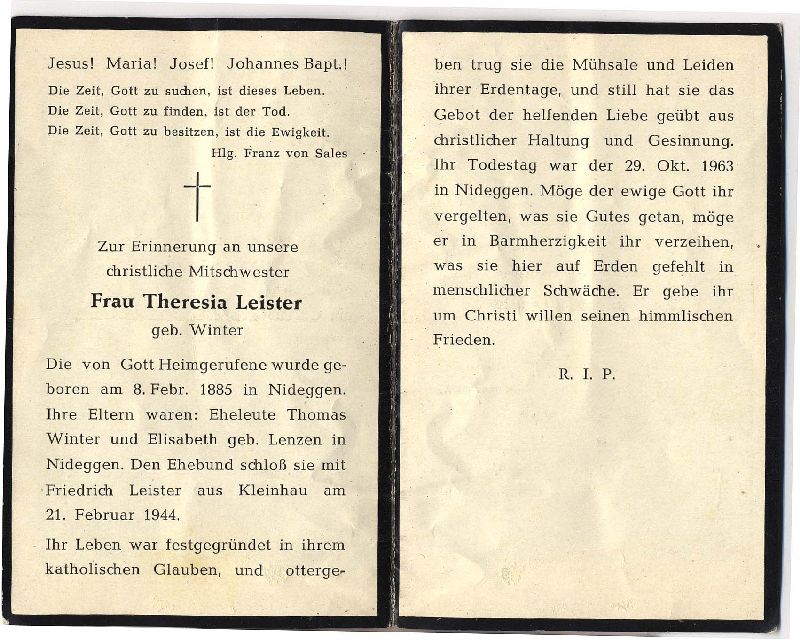 Jesus! Maria! Josef! Johannes Bapt.!
Die Zeit, Gott zu suchen, ist dieses Leben.
Die Zeit, Gott zu finden, ist der Tod.
Die Zeit, Gott zu besitzen, ist die Ewigkeit.
Hlg. Franz von Sales
Zur Erinnerung an unsere
christliche Mitschwester
Frau Theresia Leister
geb. Winter
Die von Gott Heimgerufene wurde ge-
boren am 8. Febr. 1885 in Nideggen.
Ihre Eltern waren: Eheleute Thomas
Winter und Elisabeth geb. Lenzen in
Nideggen. Den Ehebund schloß sie mit
Friedrich Leister aus Kleinhau am
21. Februar 1944.
Ihr Leben war festgegründet in ihrem
katholischen Glauben, und otterge-
ben trug sie die Mühsale und Leiden
ihrer Erdentage, und still hat sie das
Gebot der helfenden Liebe geübt aus
christlicher Haltung und Gesinnung.
Ihr Todestag war der 29. Okt. 1963
in Nideggen. Möge der ewige Gott ihr
vergelten, was sie Gutes getan, möge
er in Barmherzigkeit ihr verzeihen,
was sie hier auf Erden gefehlt in
menschlicher Schwäche. Er gebe ihr
um Christi willen seinen himmlischen
Frieden.
R. I. P.